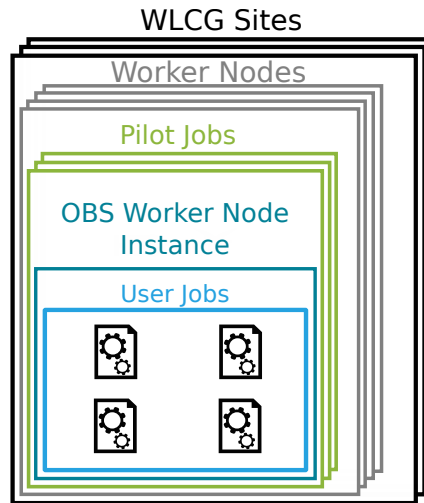 WLCG Sites
Worker Nodes
Pilot Jobs
OBS Worker Node
Instance
User Jobs